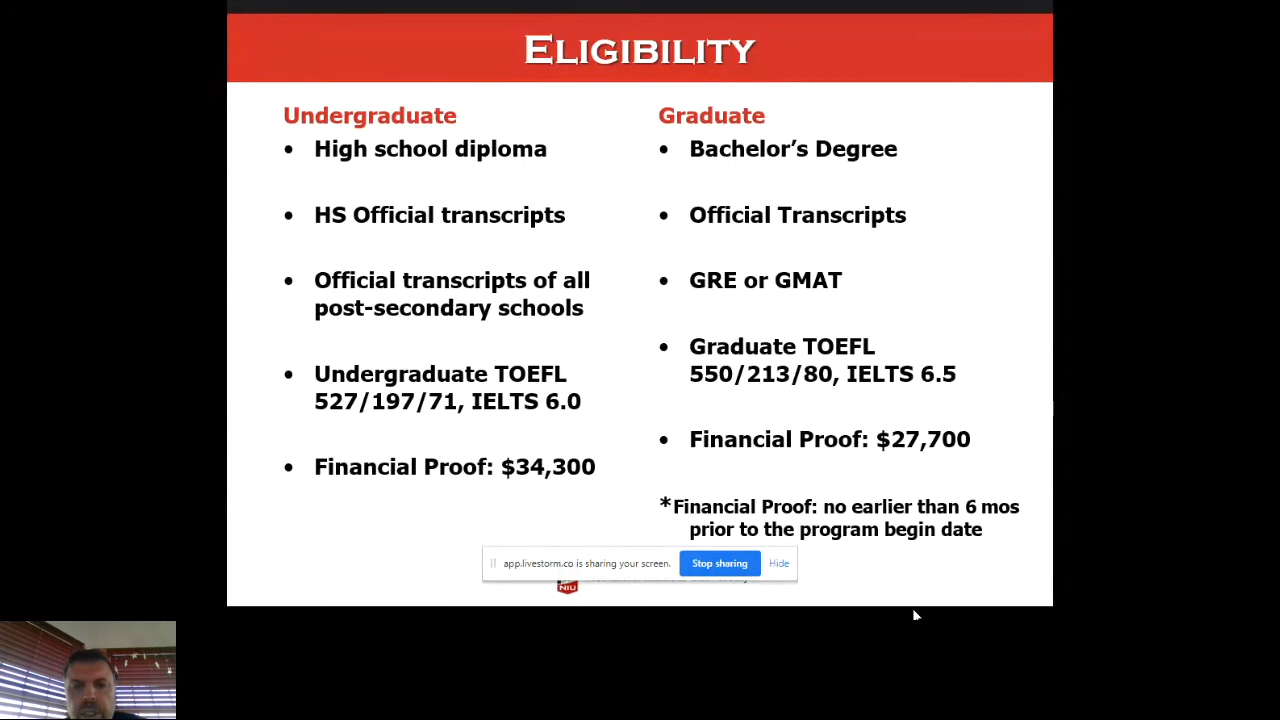 ELIGIBILITY
Undergraduate
• High school diploma
• HS Official transcripts
• Official transcripts of all
post-secondary schools
• Undergraduate TOEFL
527/197/71, IELTS 6.0
• Financial Proof: $34,300
Graduate
• Bachelor’s Degree
• Official Transcripts
• GRE or GMAT
• Graduate TOEFL
550/213/80, IELTS 6.5
• Financial Proof: $27,700
*Financial Proof: no earlier than 6 mos
prior to the program begin date
app.livestorm.co is sharing your screen.
Stop sharing
Hide
NIU